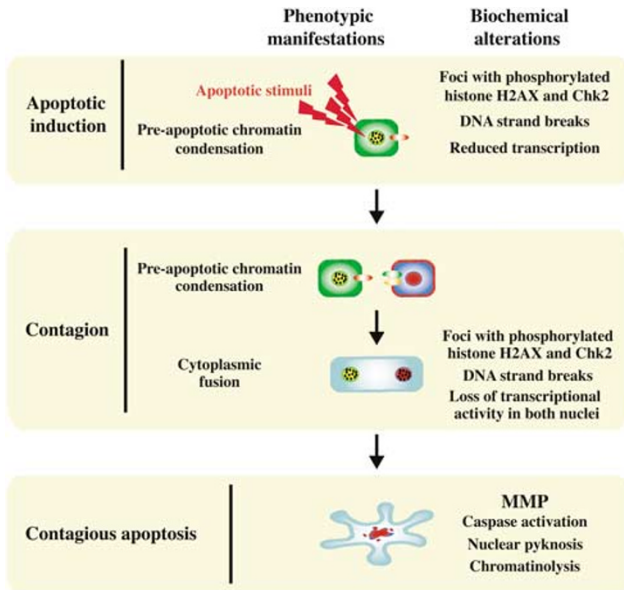 Phenotypic
manifestations
Biochemical
alterations
Apoptotic
induction
Apoptotic stimuli
Pre-apoptotic chromatin
condensation
Foci with phosphorylated
histone H2AX and Chk2
DNA strand breaks
Reduced transcription
Contagion
Pre-apoptotic chromatin
condensation
Cytoplasmic
fusion
Foci with phosphorylated
histone H2AX and Chk2
DNA strand breaks
Loss of transcriptional
activity in both nuclei
Contagious apoptosis
MMP
Caspase activation
Nuclear pyknosis
Chromatinolysis